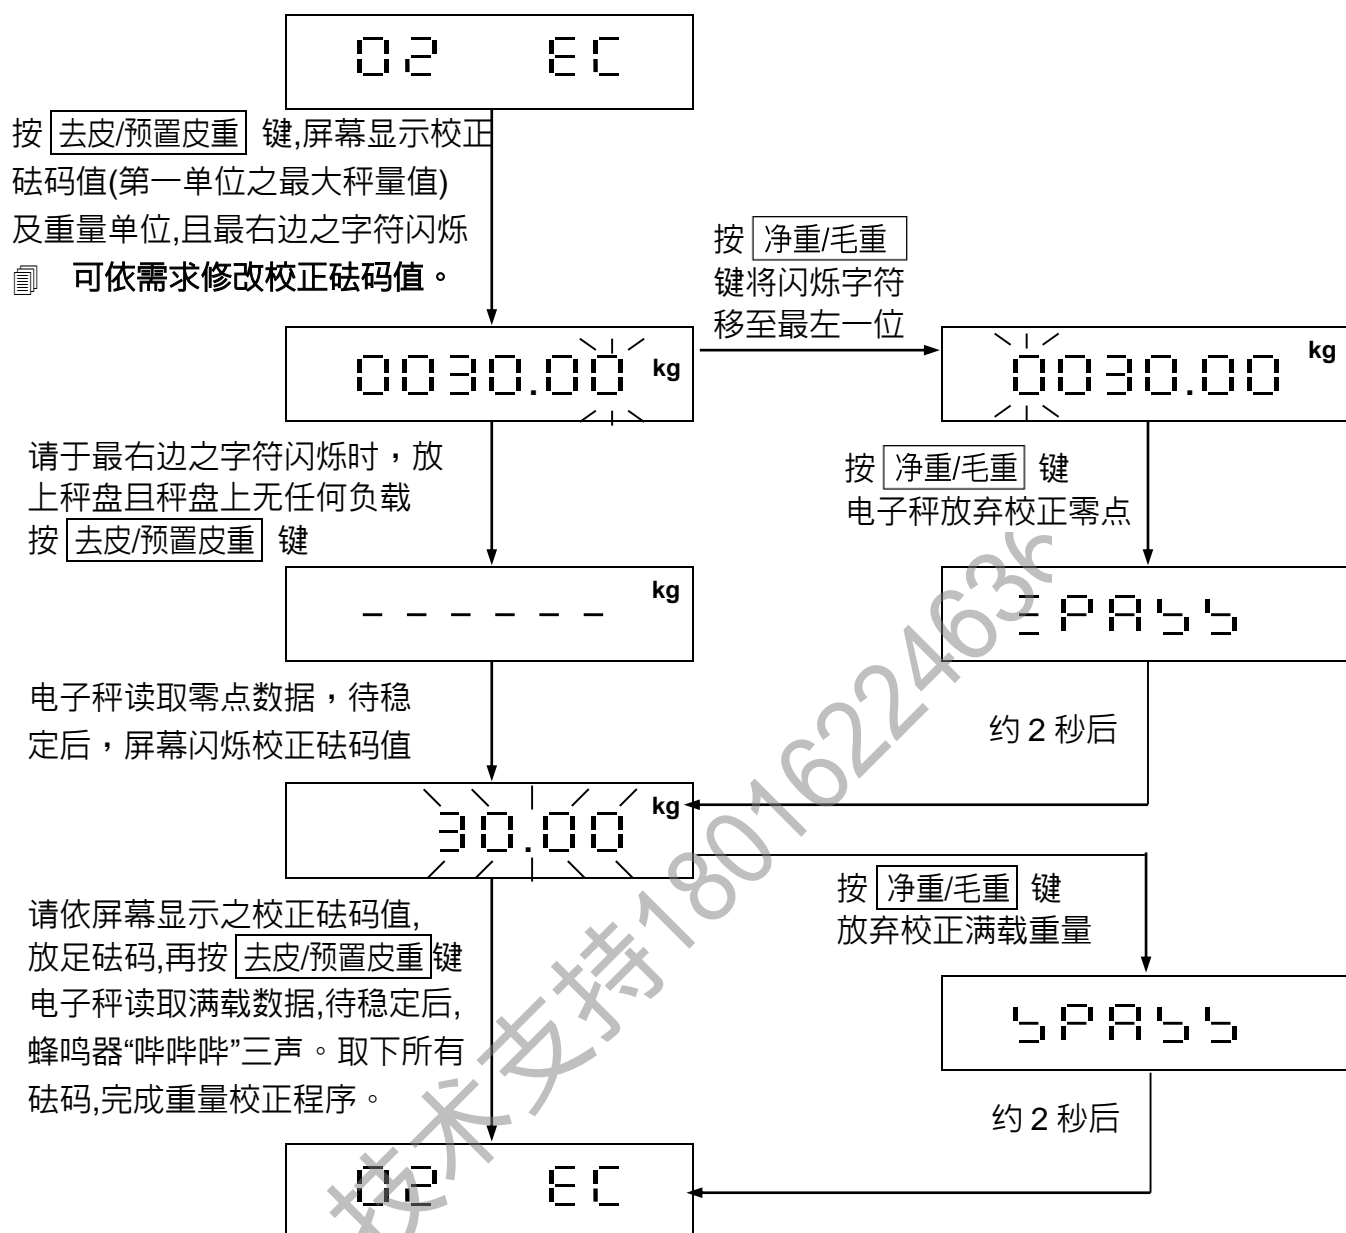 02 EC
按 去皮/预置皮重 键,屏幕显示校正
砝码值(第一单位之最大秤量值)
及重量单位,且最右边之字符闪烁
可依需求修改校正砝码值。
按 净重/毛重
键将闪烁字符
移至最左一位
0030.00 kg
0030.00 kg
请于最右边之字符闪烁时，放
上秤盘且秤盘上无任何负载
按 去皮/预置皮重 键
按 净重/毛重 键
电子秤放弃校正零点
- - - - - - kg
Ξ PASS
电子秤读取零点数据，待稳
定后，屏幕闪烁校正砝码值
约 2 秒后
30.00 kg
按 净重/毛重 键
放弃校正满载重量
请依屏幕显示之校正砝码值,
放足砝码,再按 去皮/预置皮重 键
电子秤读取满载数据,待稳定后,
蜂鸣器“哔哔哔”三声。取下所有
砝码,完成重量校正程序。
SPASS
约 2 秒后
02 EC
技术支持18016224636